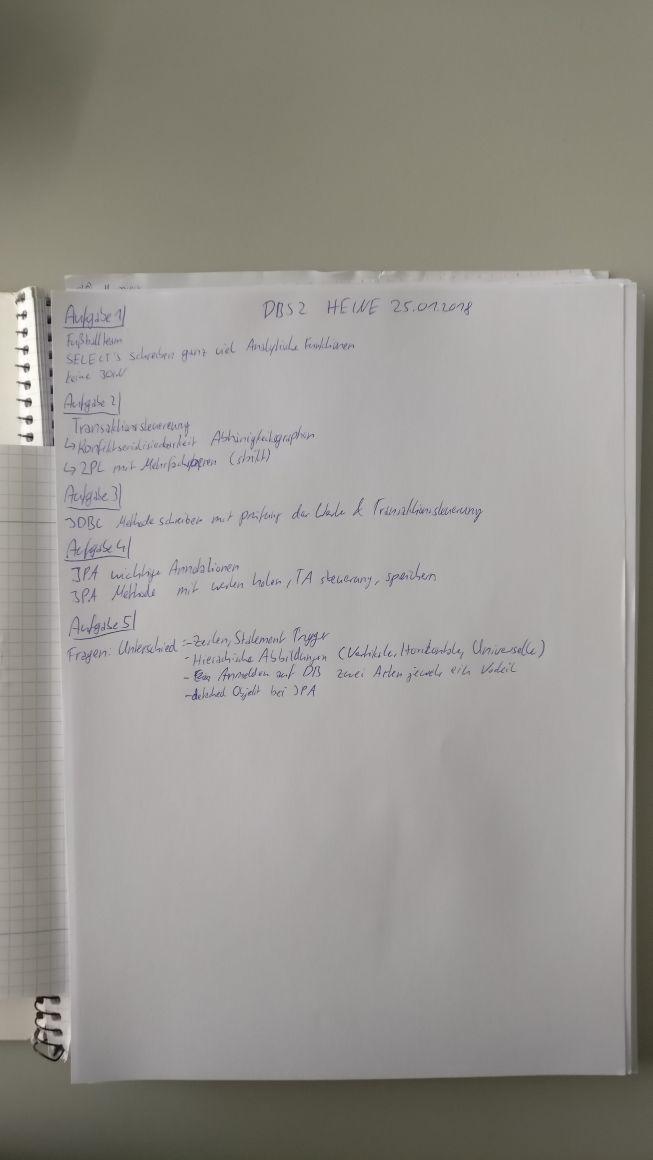 DBS2 HEINE 25.01.2018
Aufgabe 1
Fußballteam
SELECT's schreiben ganz viel Analytische Funktionen
keine JOIN
Aufgabe 2
Transaktionssteuerung
↳ Konfliktserialisierbarkeit Abhänigkeitsgraphen
↳ 2PL mit Mehrfachsperren (strikt)
Aufgabe 3
JDBC Methode schreiben mit prüfung der Werte & Transaktionssteuerung
Aufgabe 4
JPA wichtige Annotationen
JPA Methode mit werten holen, TA steuerung, speichern
Aufgabe 5
Fragen: Unterschied :- Zeilen, Statement Trigger
- Hierachische Abbildungen (Vertikale, Horizontale, Universelle)
- Anmelden auf DB zwei Arten jeweils ein Vorteil
- detached Objekt bei JPA